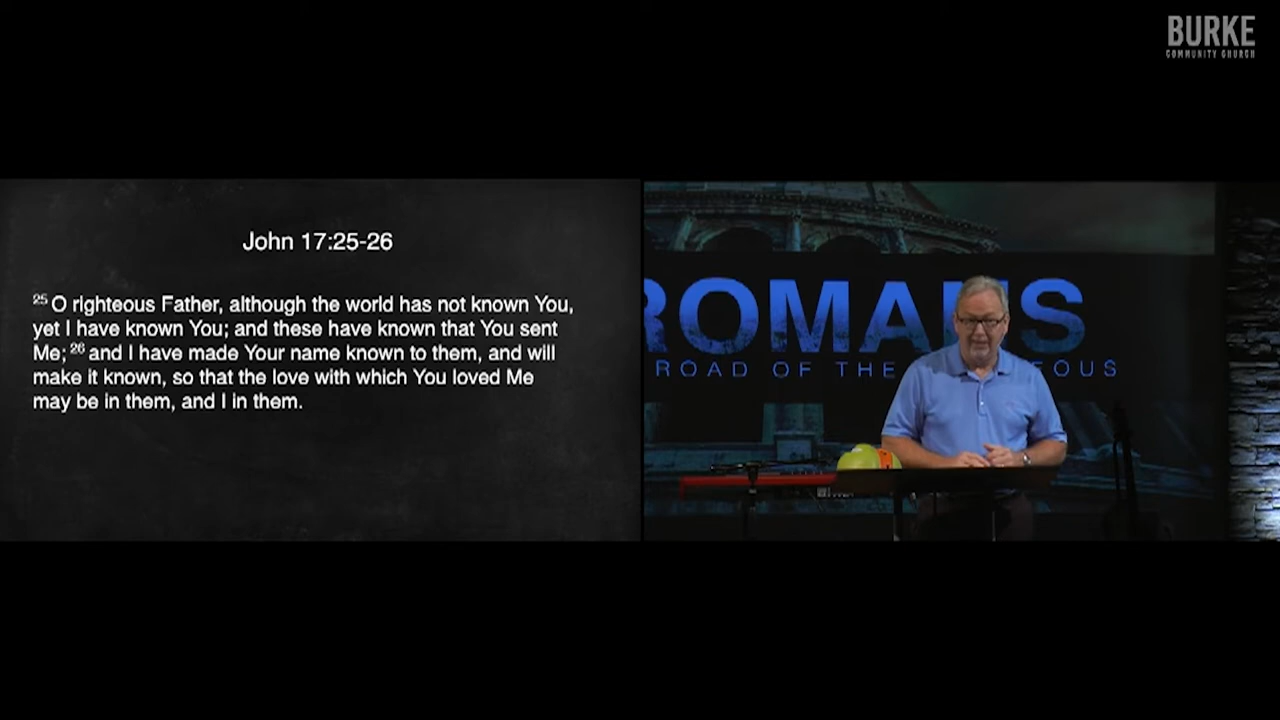 BURKE
COMMUNITY CHURCH
John 17:25-26
25 O righteous Father, although the world has not known You,
yet I have known You; and these have known that You sent
Me; 26 and I have made Your name known to them, and will
make it known, so that the love with which You loved Me
may be in them, and I in them.
ROMANS
ROAD OF THE